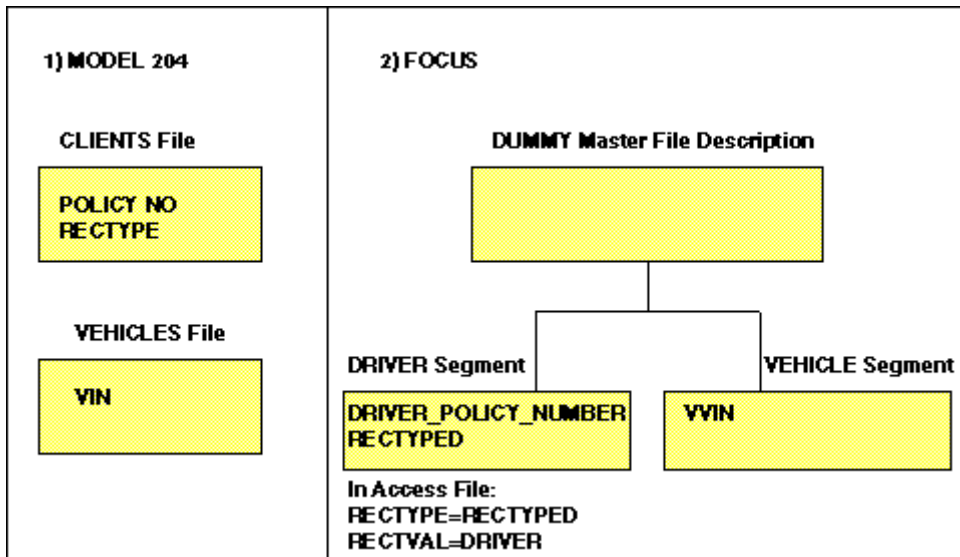 1) MODEL 204
CLIENTS File
POLICY NO
RECTYPE
VEHICLES File
VIN
2) FOCUS
DUMMY Master File Description
DRIVER Segment
DRIVER_POLICY_NUMBER
RECTYPED
In Access File:
RECTYPE=RECTYPED
RECTVAL=DRIVER
VEHICLE Segment
VVIN